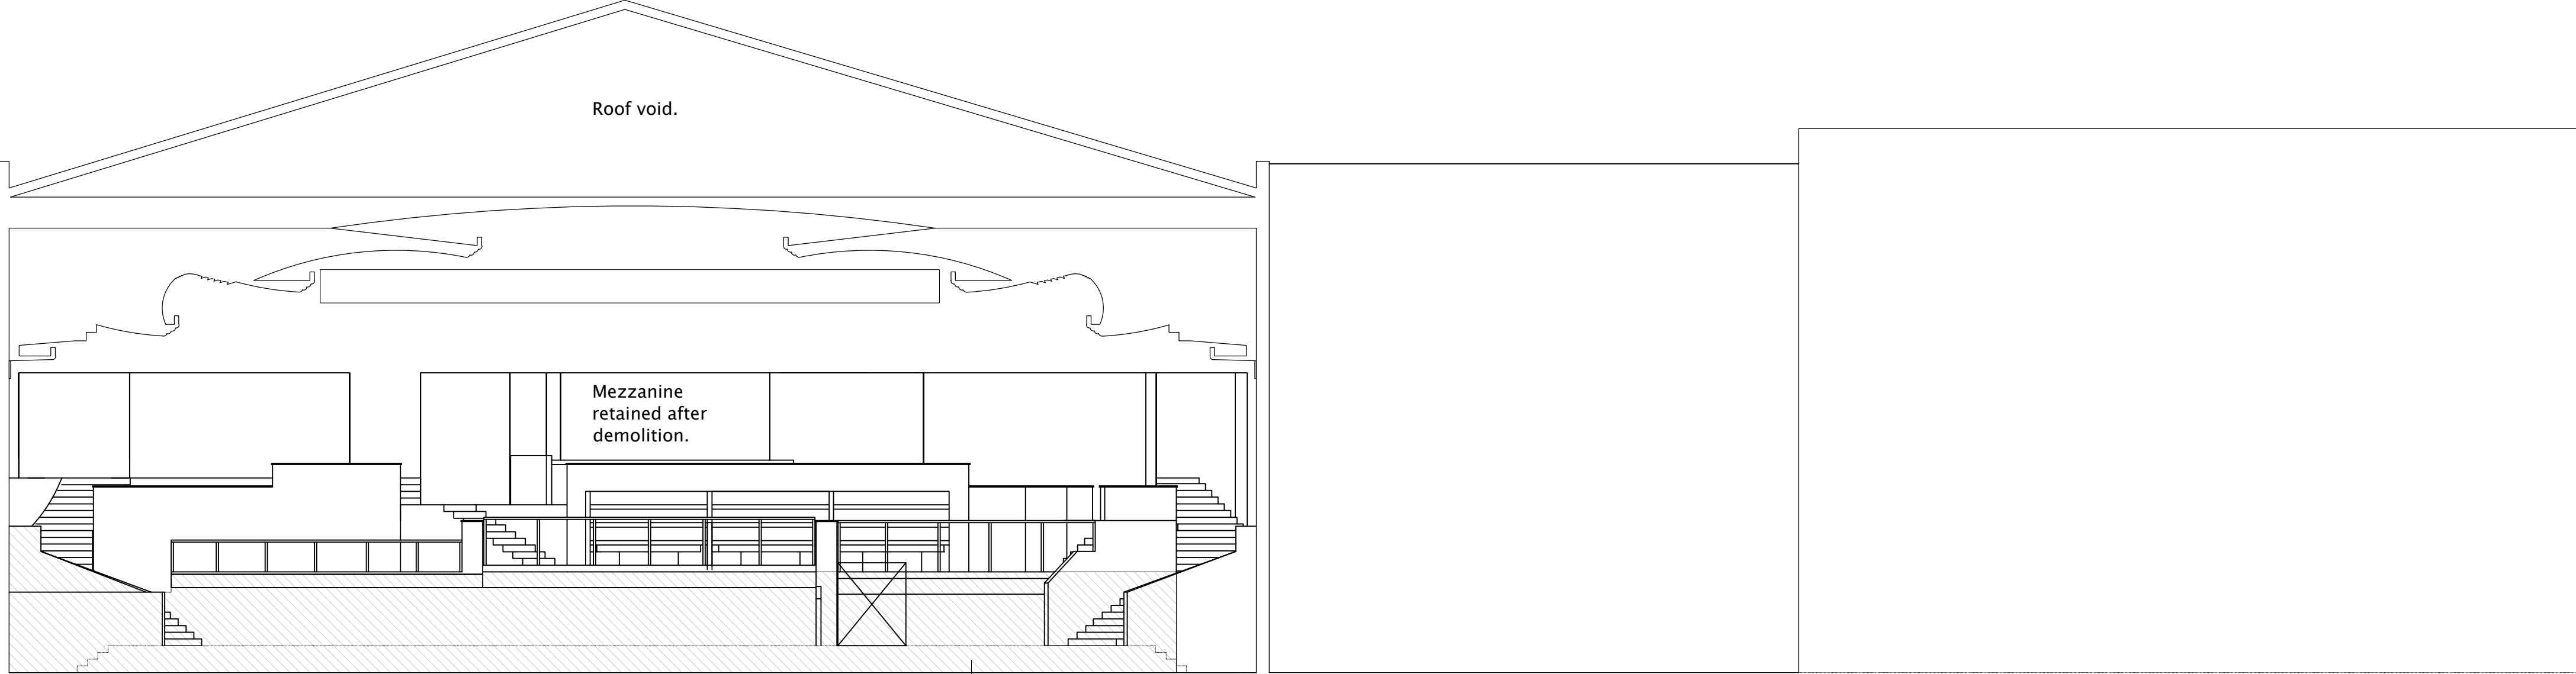 Roof void.
Mezzanine
retained after
demolition.